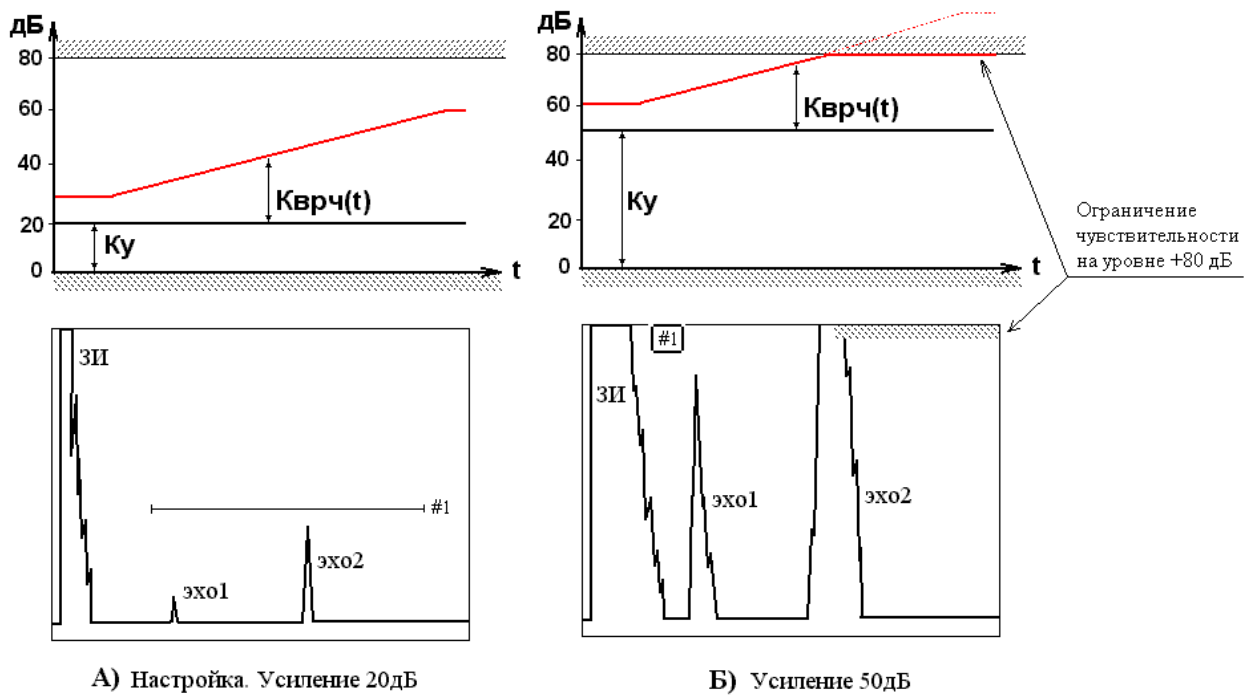 дБ
80
60
40
20
0
Кврч(t)
Ку
t
дБ
80
60
40
20
0
Кврч(t)
Ку
t
Ограничение
чувствительности
на уровне +80 дБ
ЗИ
#1
эхо1
эхо2
#1
ЗИ
эхо1
эхо2
А) Настройка. Усиление 20дБ
Б) Усиление 50дБ